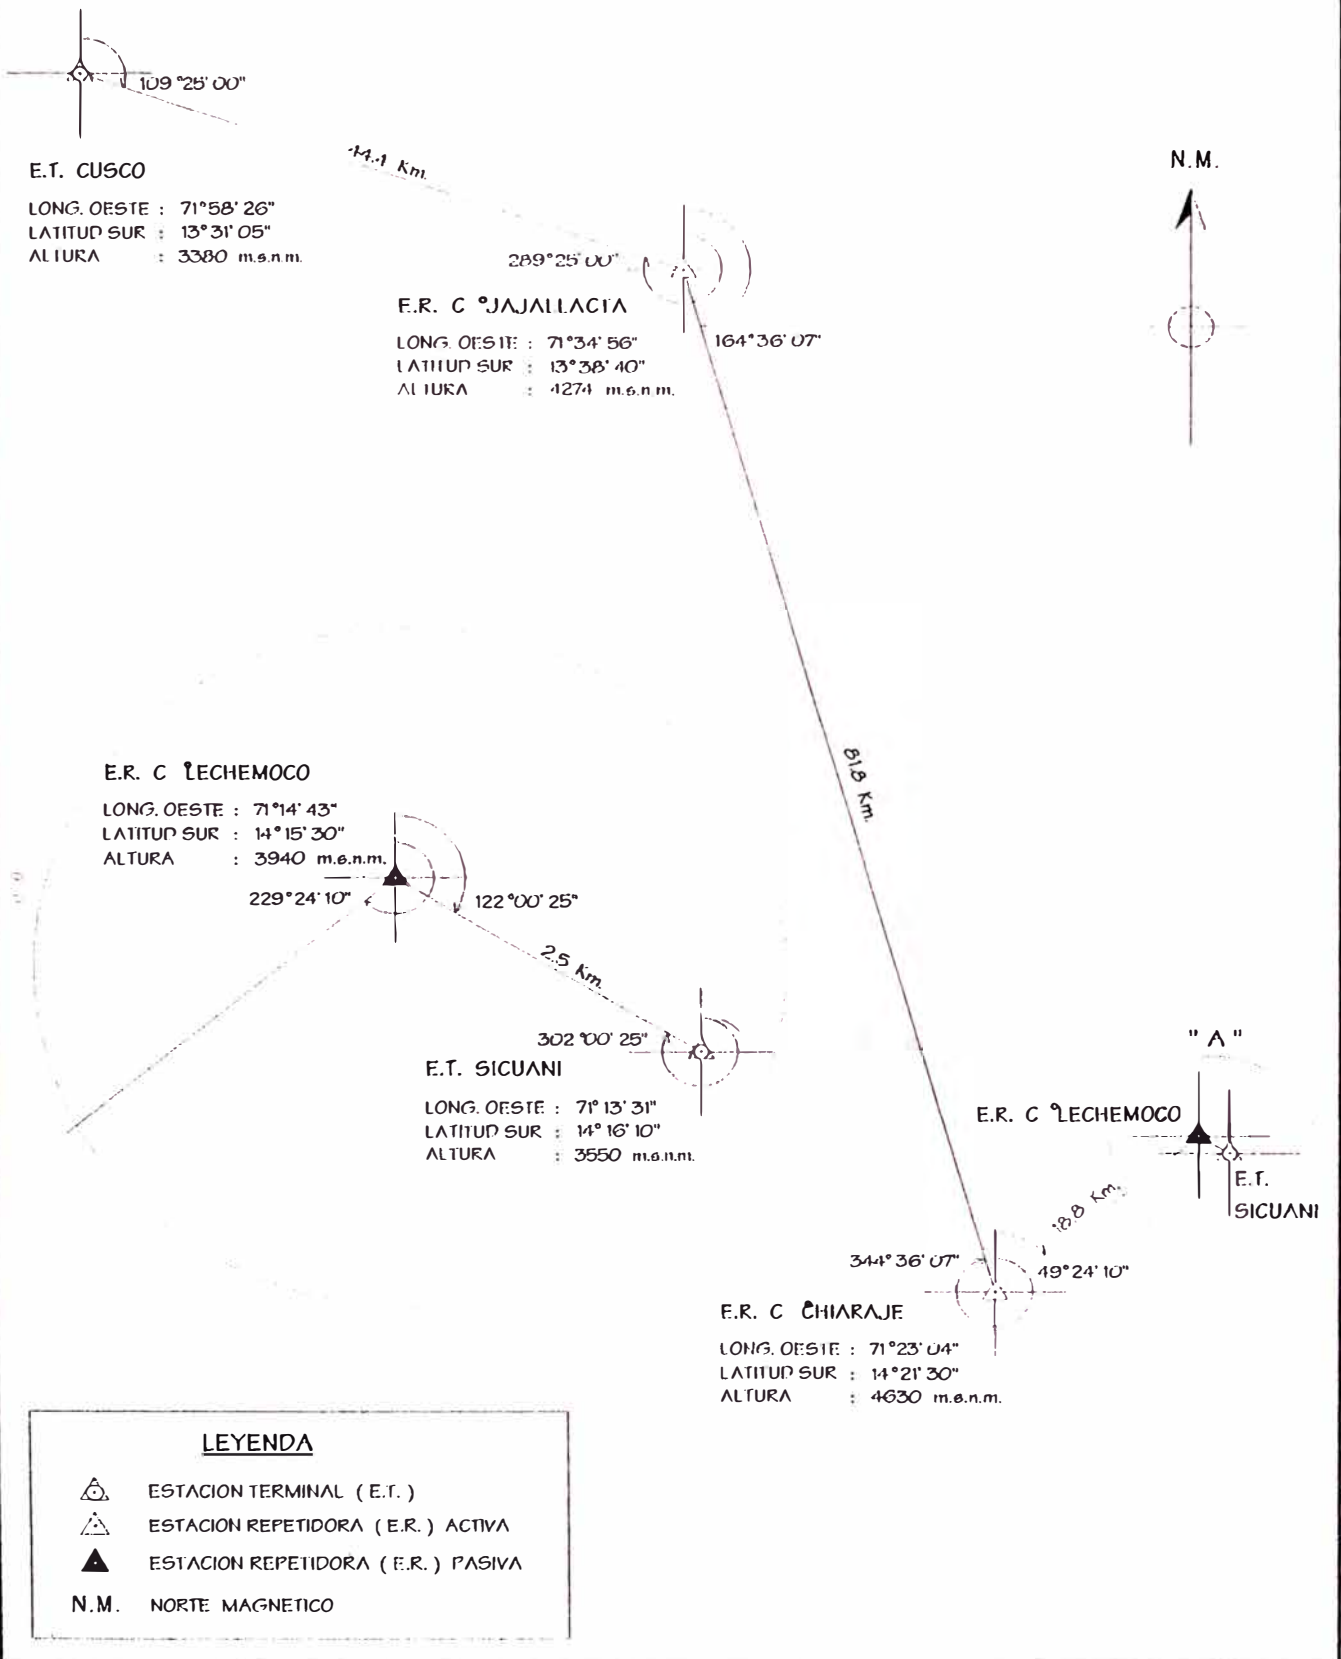 109°25'00"
E.T. CUSCO
LONG. OESTE : 71°58'26"
LATITUD SUR : 13°31'05"
ALTURA : 3380 m.s.n.m.
44.1 Km.
N.M.
289°25'00"
E.R. C°JAJALLACTA
LONG. OESTE : 71°34'56"
LATITUD SUR : 13°38'40"
ALTURA : 4274 m.s.n.m.
164°36'07"
81.8 Km.
E.R. C°LECHEMOCO
LONG. OESTE : 71°14'43"
LATITUD SUR : 14°15'30"
ALTURA : 3940 m.s.n.m.
229°24'10"
122°00'25"
2.5 Km.
302°00'25"
E.T. SICUANI
LONG. OESTE : 71°13'31"
LATITUD SUR : 14°16'10"
ALTURA : 3550 m.s.n.m.
"A"
E.R. C°LECHEMOCO
E.T.
SICUANI
18.8 Km.
344°36'07"
49°24'10"
E.R. C°CHIARAJE
LONG. OESTE : 71°23'04"
LATITUD SUR : 14°21'30"
ALTURA : 4630 m.s.n.m.
LEYENDA
ESTACION TERMINAL ( E.T. )
ESTACION REPETIDORA ( E.R. ) ACTIVA
ESTACION REPETIDORA ( E.R. ) PASIVA
N.M. NORTE MAGNETICO